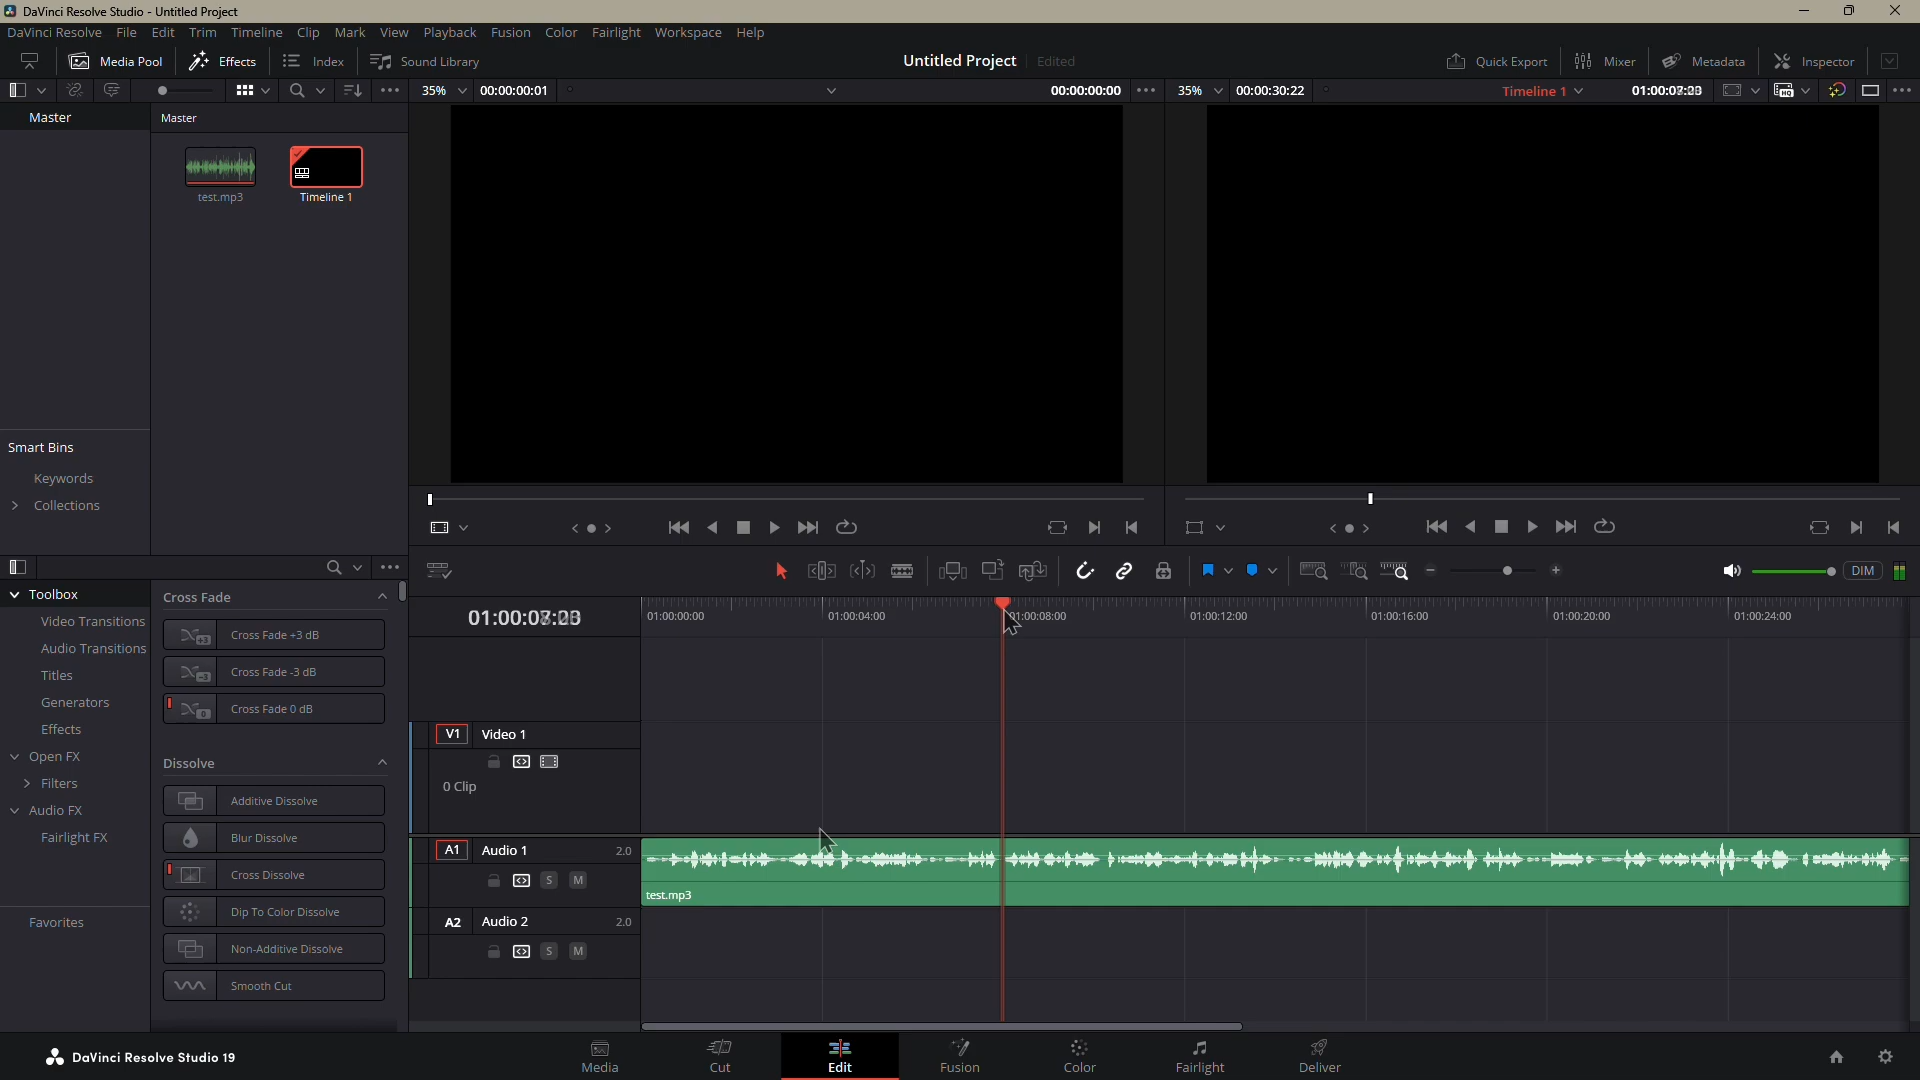 DaVinci Resolve Studio - Untitled Project
DaVinci Resolve File Edit Trim Timeline Clip Mark View Playback Fusion Color Fairlight Workspace Help
Media Pool Effects Index Sound Library Untitled Project Edited Quick Export Mixer Metadata Inspector
35% 00:00:00:01 00:00:00:00 35% 00:00:30:22 Timeline 1
Master Master
test.mp3 Timeline 1
Smart Bins
Keywords
Collections
DIM
Toolbox Cross Fade
Video Transitions Cross Fade +3 dB
Audio Transitions
Titles Cross Fade -3 dB
Generators Cross Fade 0 dB
Effects
Open FX Dissolve
Filters
Additive Dissolve
Audio FX
Fairlight FX Blur Dissolve
Cross Dissolve
Dip To Color Dissolve
Favorites
Non-Additive Dissolve
Smooth Cut
01:00:00:00 01:00:04:00 01:00:08:00 01:00:12:00 01:00:16:00 01:00:20:00 01:00:24:00
V1 Video 1
0 Clip
A1 Audio 1 2.0
S M
test.mp3
A2 Audio 2 2.0
S M
DaVinci Resolve Studio 19
Media Cut Edit Fusion Color Fairlight Deliver